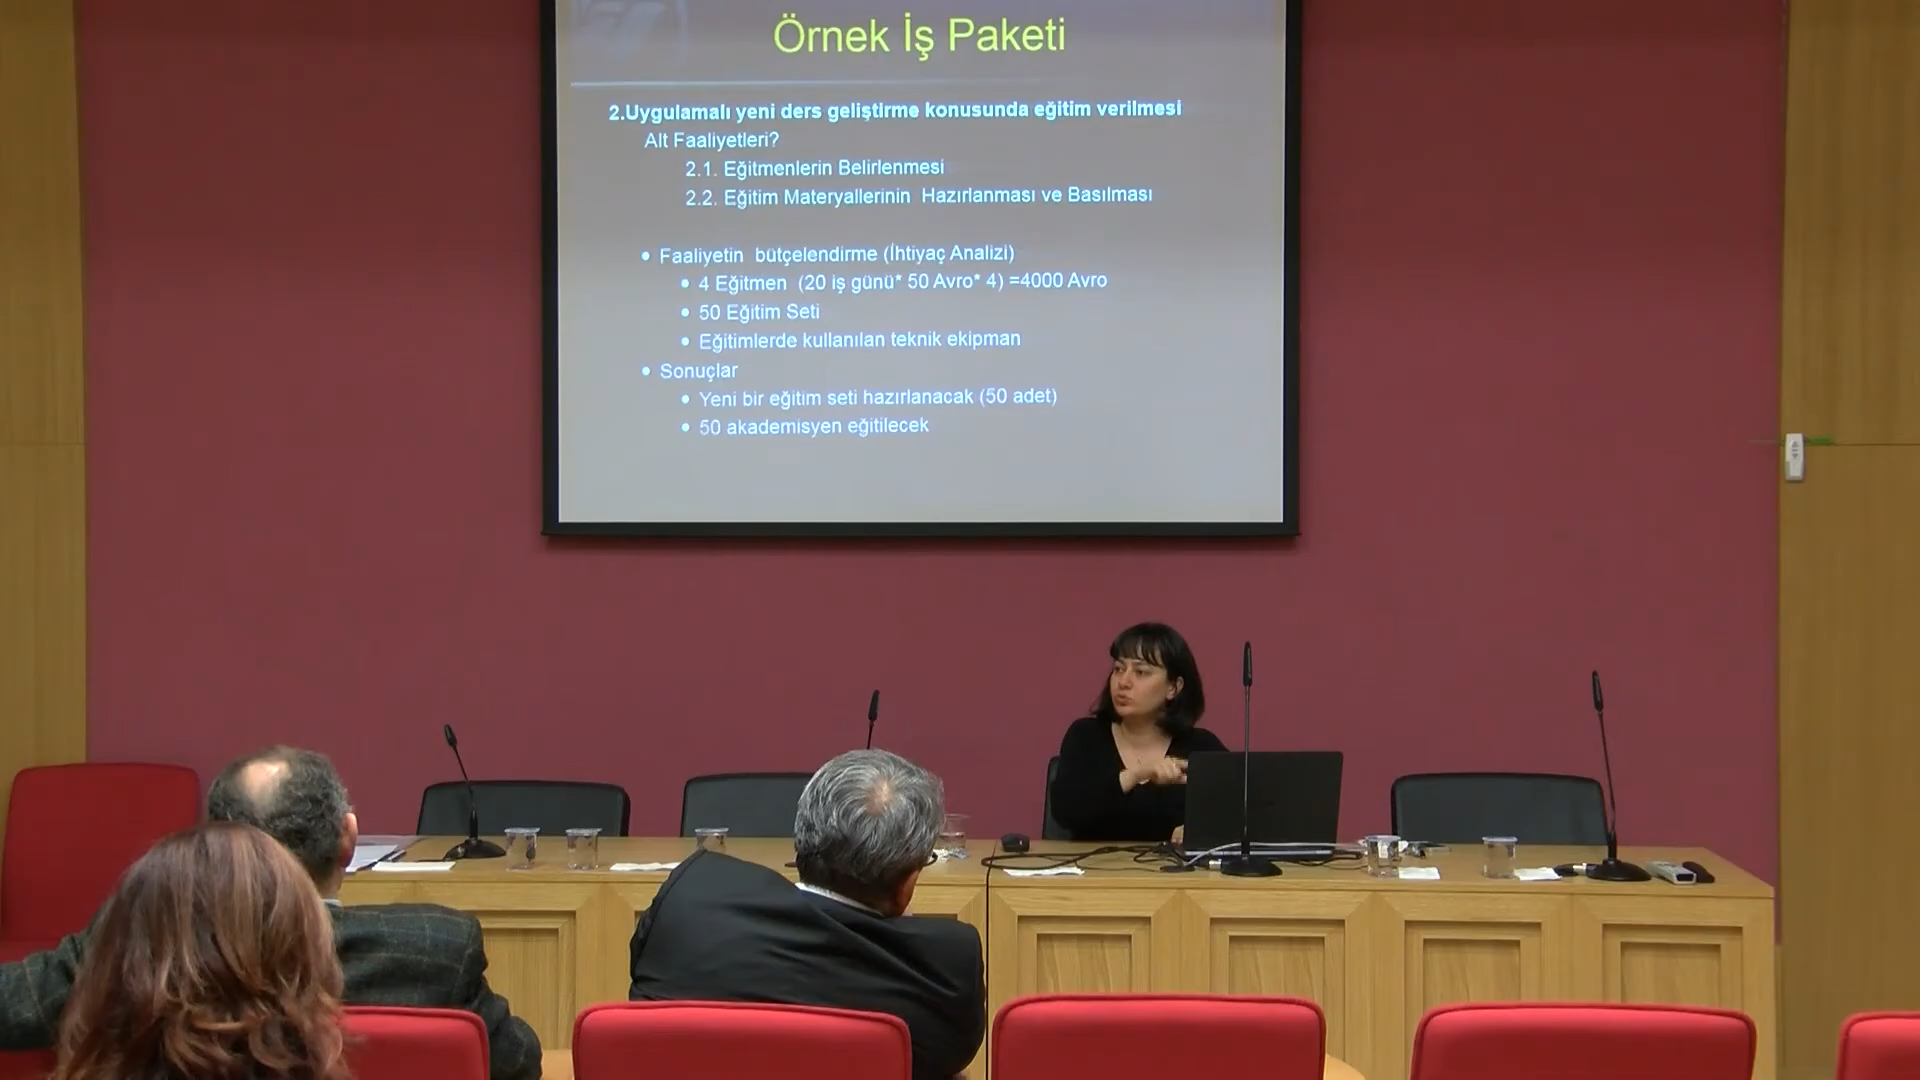 Örnek İş Paketi
2.Uygulamalı yeni ders geliştirme konusunda eğitim verilmesi
Alt Faaliyetleri?
2.1. Eğitmenlerin Belirlenmesi
2.2. Eğitim Materyallerinin Hazırlanması ve Basılması
• Faaliyetin bütçelendirme (İhtiyaç Analizi)
• 4 Eğitmen (20 iş günü* 50 Avro* 4) =4000 Avro
• 50 Eğitim Seti
• Eğitimlerde kullanılan teknik ekipman
• Sonuçlar
• Yeni bir eğitim seti hazırlanacak (50 adet)
• 50 akademisyen eğitilecek